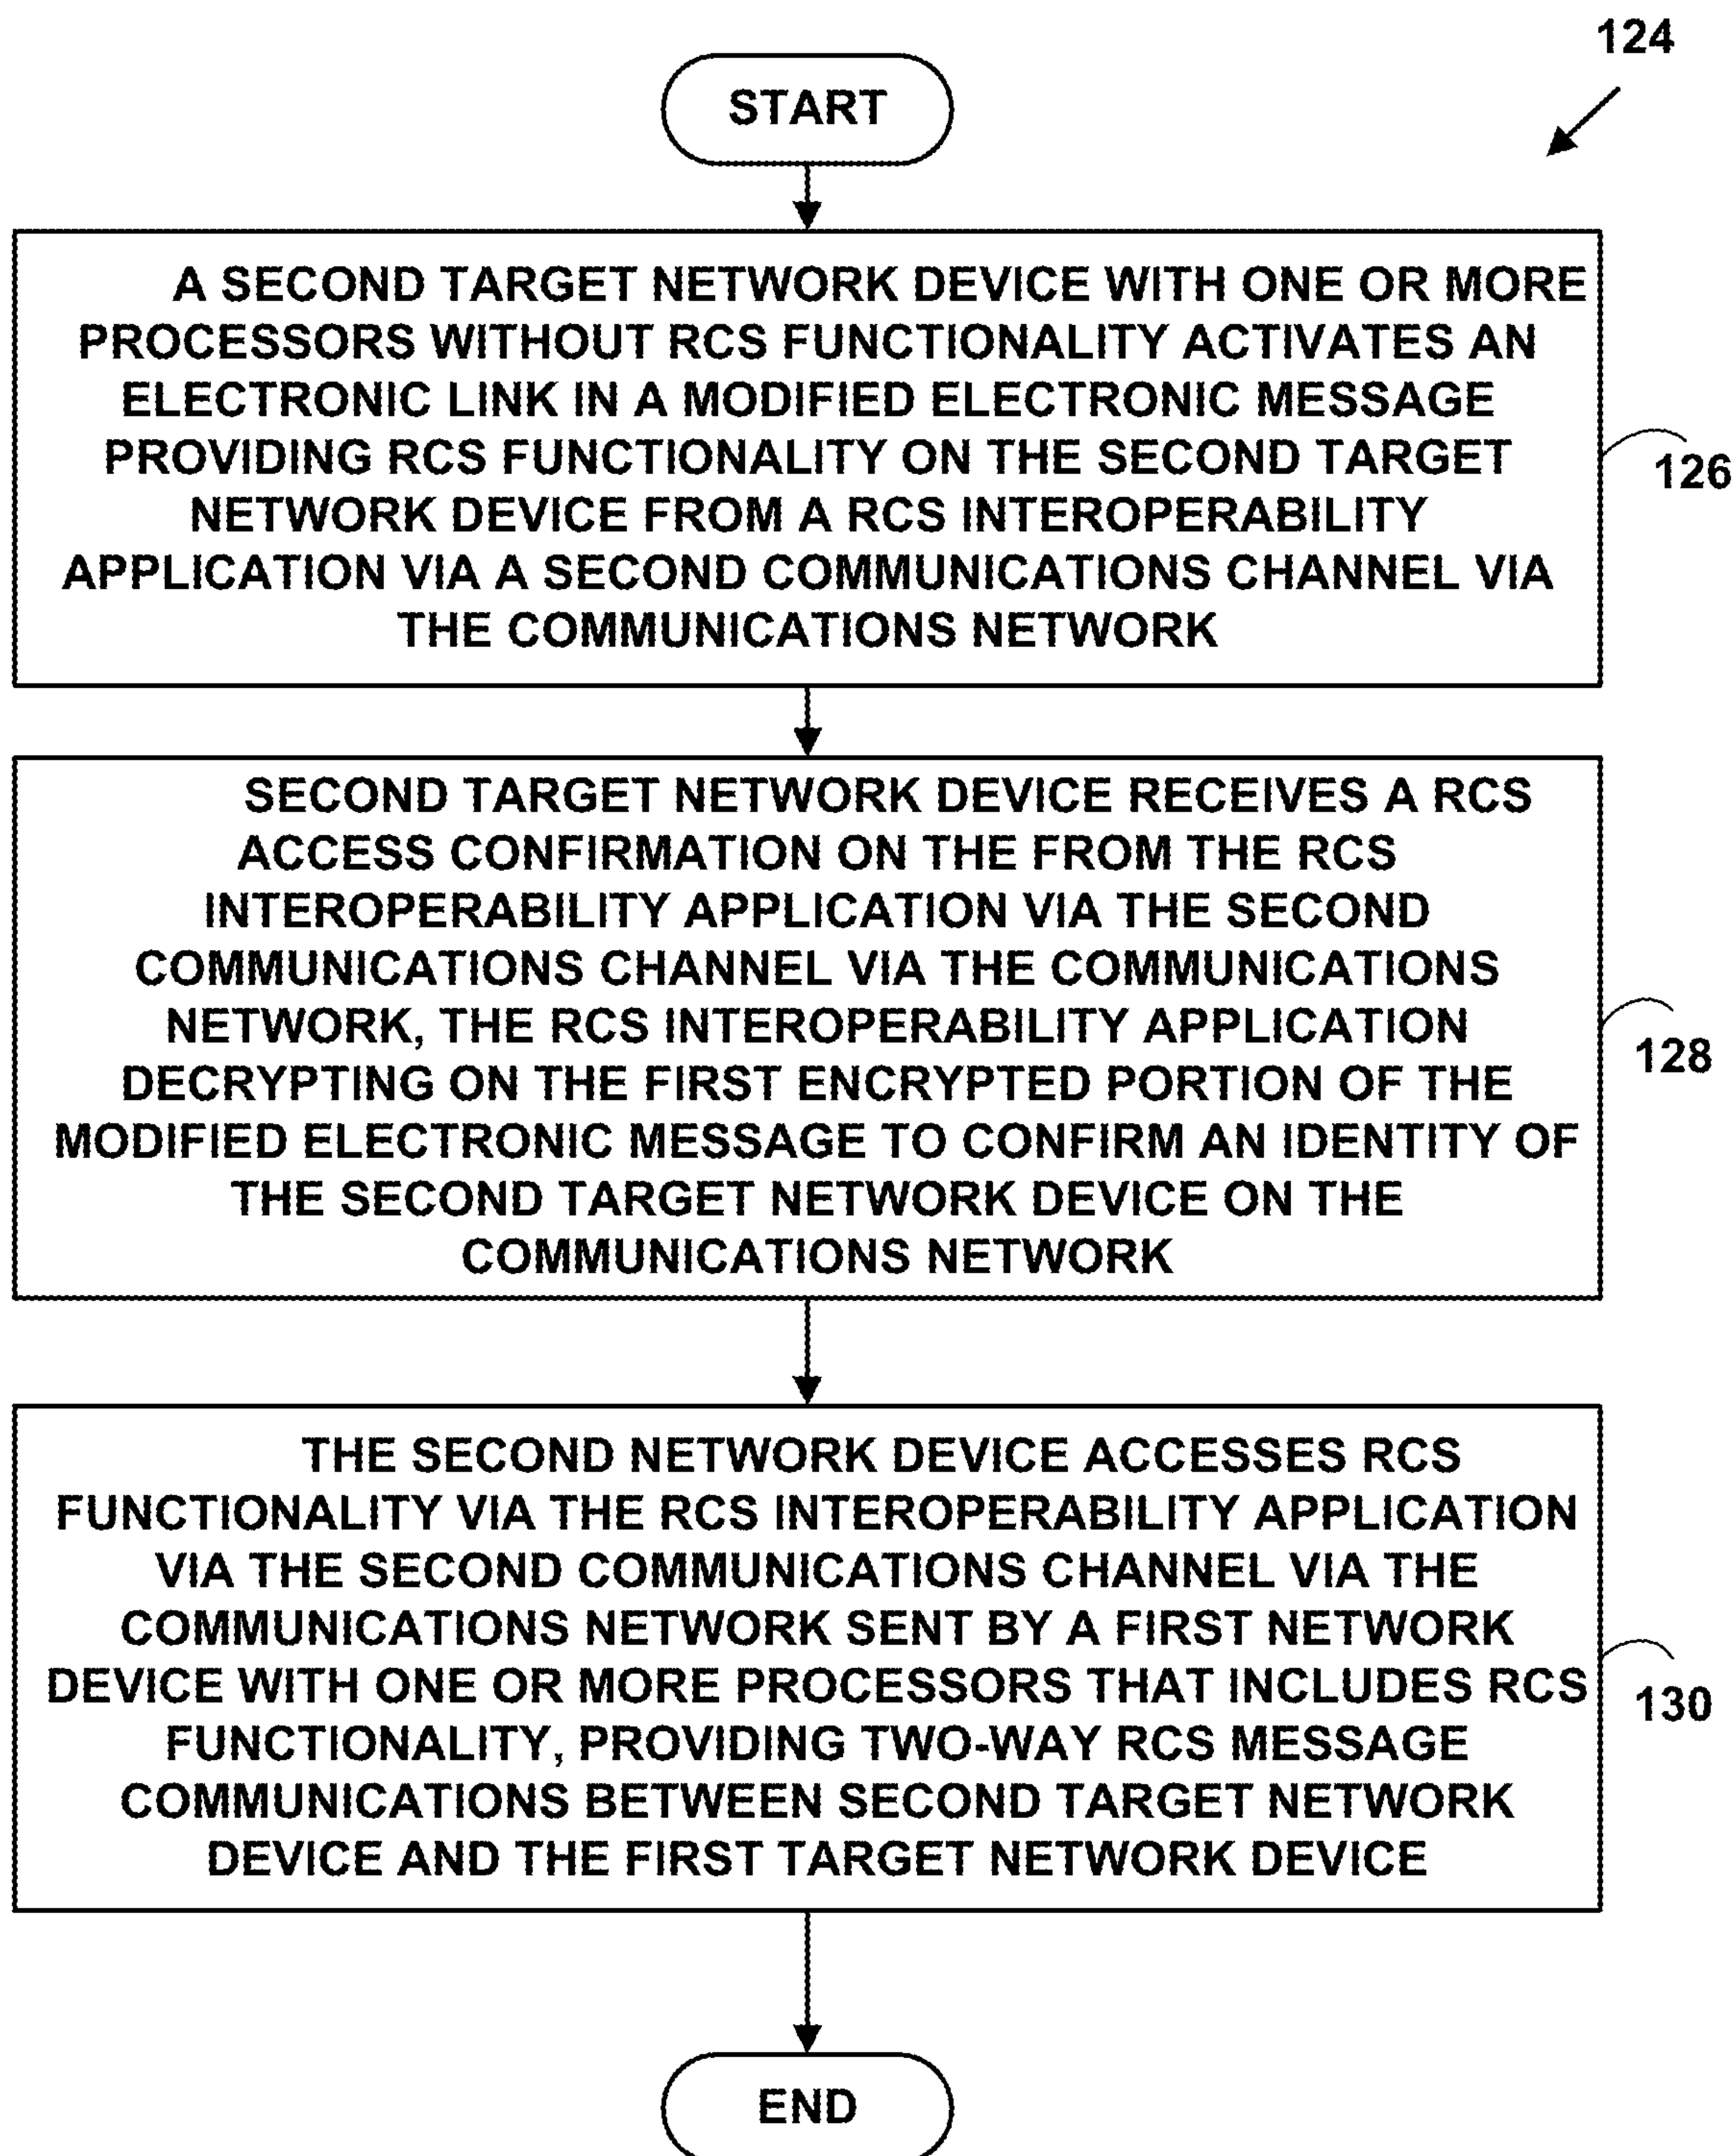 124
START
A SECOND TARGET NETWORK DEVICE WITH ONE OR MORE
PROCESSORS WITHOUT RCS FUNCTIONALITY ACTIVATES AN
ELECTRONIC LINK IN A MODIFIED ELECTRONIC MESSAGE
PROVIDING RCS FUNCTIONALITY ON THE SECOND TARGET
NETWORK DEVICE FROM A RCS INTEROPERABILITY
APPLICATION VIA A SECOND COMMUNICATIONS CHANNEL VIA
THE COMMUNICATIONS NETWORK
126
SECOND TARGET NETWORK DEVICE RECEIVES A RCS
ACCESS CONFIRMATION ON THE FROM THE RCS
INTEROPERABILITY APPLICATION VIA THE SECOND
COMMUNICATIONS CHANNEL VIA THE COMMUNICATIONS
NETWORK, THE RCS INTEROPERABILITY APPLICATION
DECRYPTING ON THE FIRST ENCRYPTED PORTION OF THE
MODIFIED ELECTRONIC MESSAGE TO CONFIRM AN IDENTITY OF
THE SECOND TARGET NETWORK DEVICE ON THE
COMMUNICATIONS NETWORK
128
THE SECOND NETWORK DEVICE ACCESSES RCS
FUNCTIONALITY VIA THE RCS INTEROPERABILITY APPLICATION
VIA THE SECOND COMMUNICATIONS CHANNEL VIA THE
COMMUNICATIONS NETWORK SENT BY A FIRST NETWORK
DEVICE WITH ONE OR MORE PROCESSORS THAT INCLUDES RCS
FUNCTIONALITY, PROVIDING TWO-WAY RCS MESSAGE
COMMUNICATIONS BETWEEN SECOND TARGET NETWORK
DEVICE AND THE FIRST TARGET NETWORK DEVICE
130
END